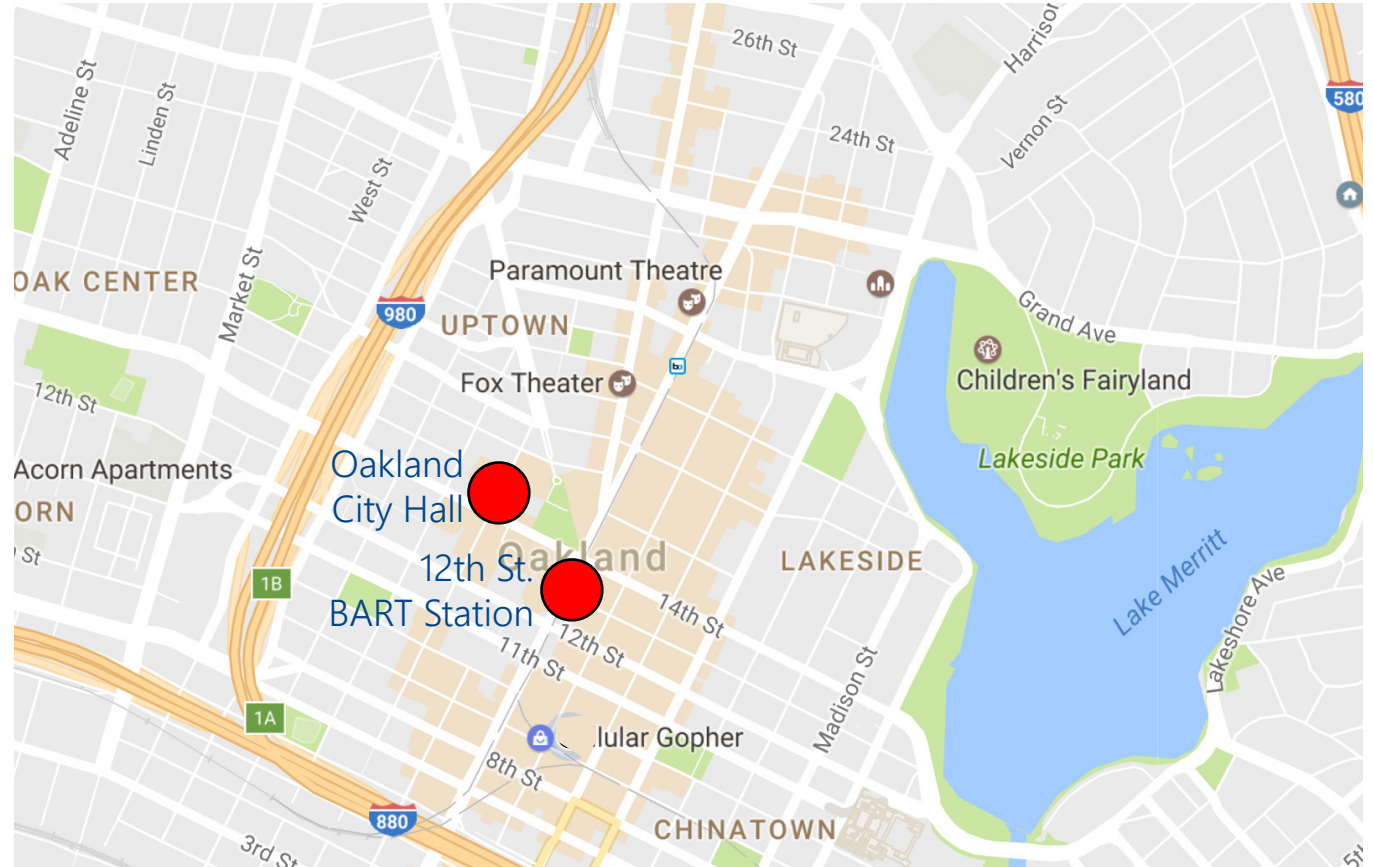 26th St
Harrison
Adeline St
Linden St
580
24th St
Vernon St
West St
OAK CENTER
Market St
Paramount Theatre
980
UPTOWN
Grand Ave
Fox Theater
Children's Fairyland
12th St
Lakeside Park
Acorn Apartments
Oakland
City Hall
ORN
St
Oakland
LAKESIDE
Lake Merritt
12th St.
BART Station
1B
14th St
12th St
11th St
Lakeshore Ave
Madison St
1A
lular Gopher
8th St
880
CHINATOWN
3rd St
5th